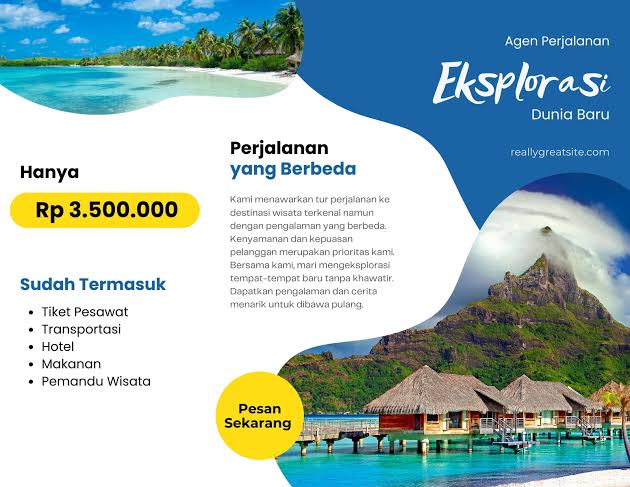 Agen Perjalanan
Eksplorasi
Dunia Baru
reallygreatsite.com
Hanya
Rp 3.500.000
Sudah Termasuk
• Tiket Pesawat
• Transportasi
• Hotel
• Makanan
• Pemandu Wisata
Perjalanan
yang Berbeda
Kami menawarkan tur perjalanan ke
destinasi wisata terkenal namun
dengan pengalaman yang berbeda.
Kenyamanan dan kepuasan
pelanggan merupakan prioritas kami.
Bersama kami, mari mengeksplorasi
tempat-tempat baru tanpa khawatir.
Dapatkan pengalaman dan cerita
menarik untuk dibawa pulang.
Pesan
Sekarang